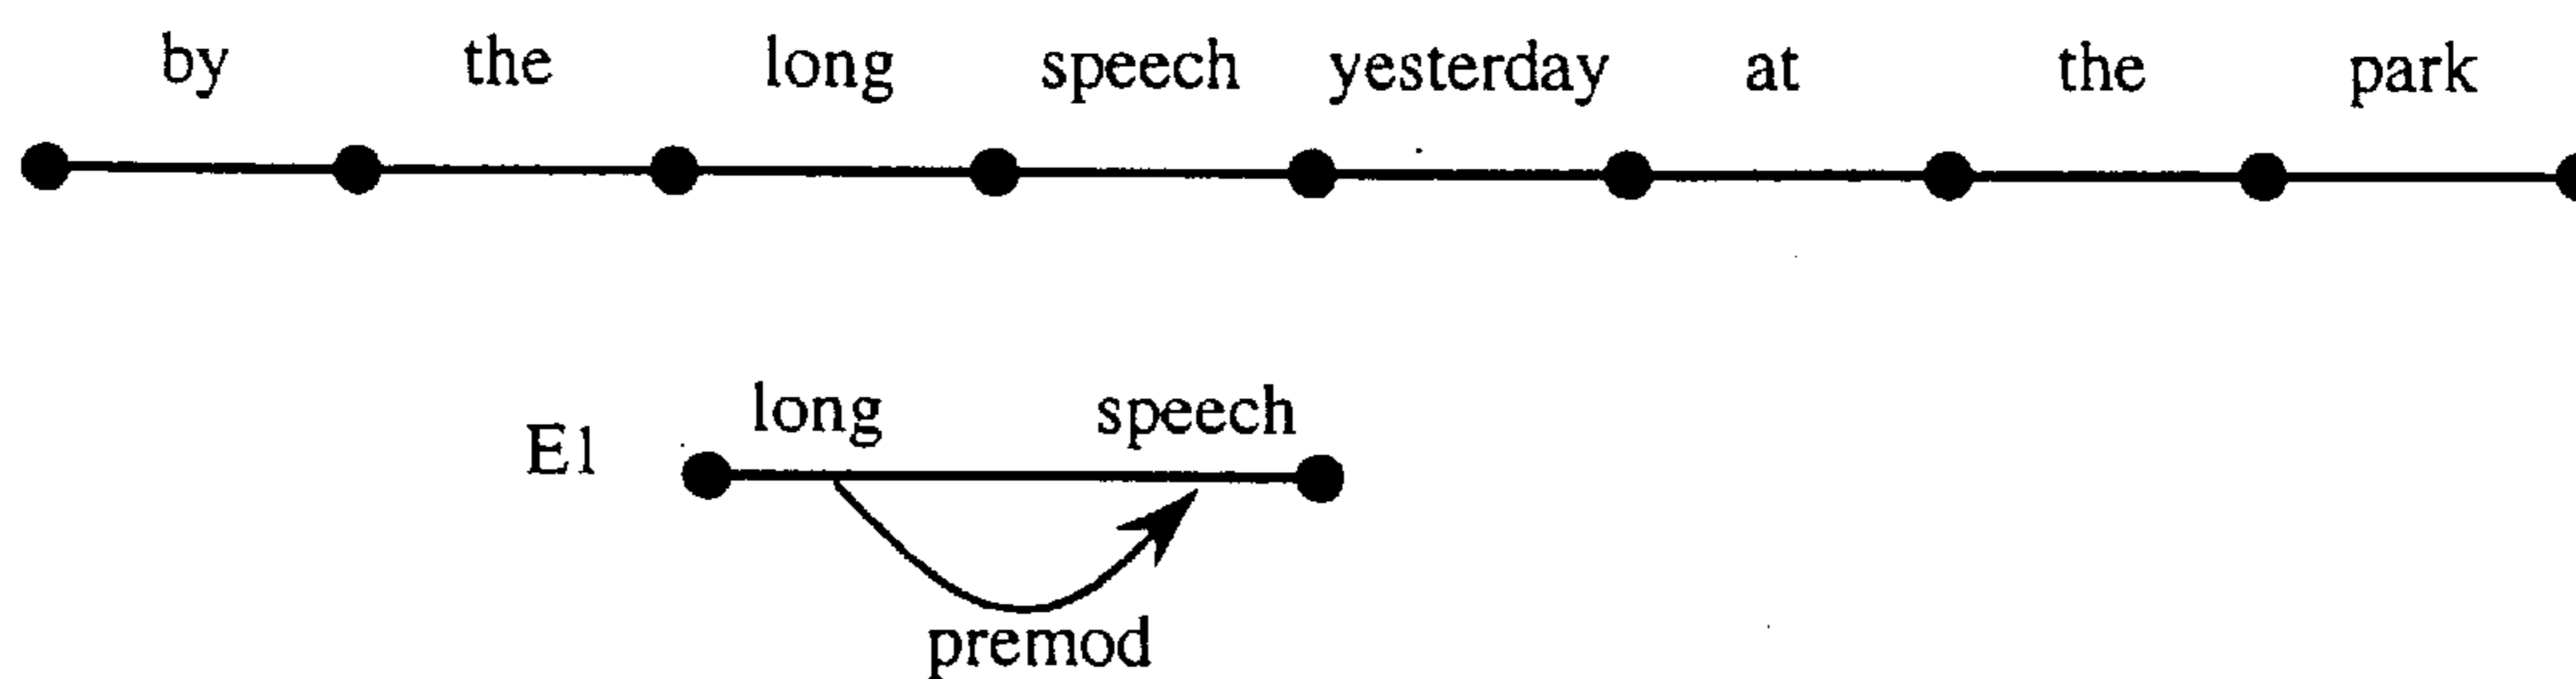 by the long speech yesterday at the park
long speech
E1
premod